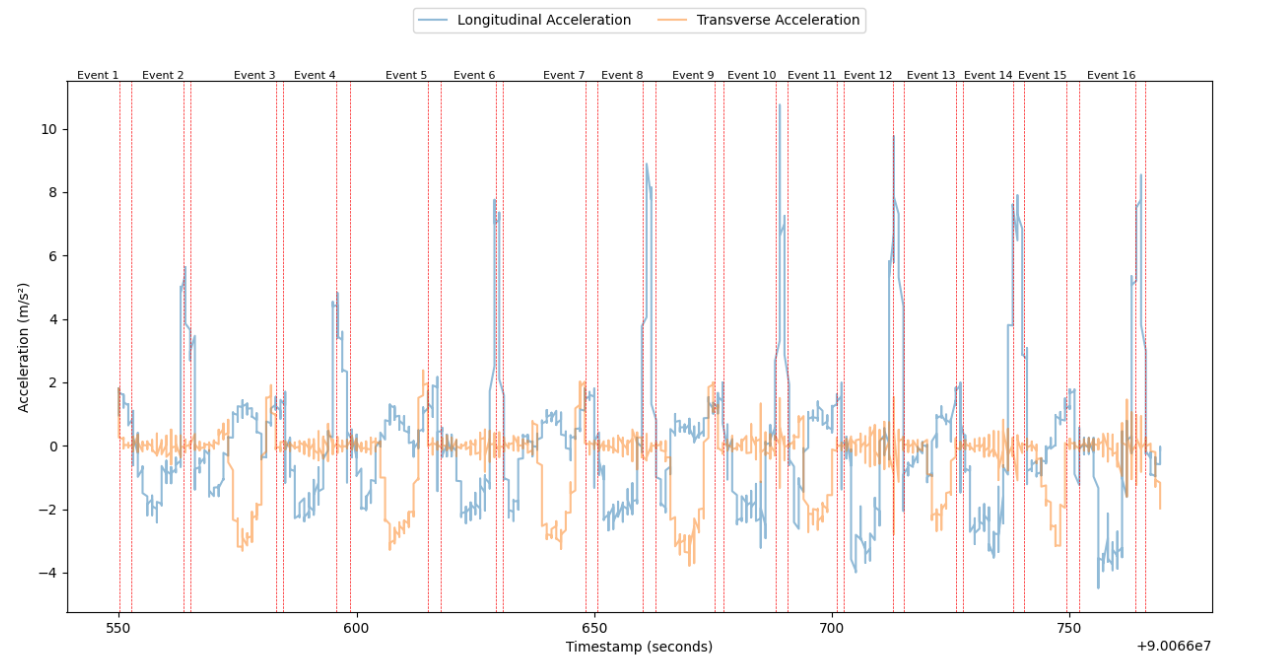 Longitudinal Acceleration Transverse Acceleration
Event 1 Event 2 Event 3 Event 4 Event 5 Event 6 Event 7 Event 8 Event 9 Event 10 Event 11 Event 12 Event 13 Event 14 Event 15 Event 16
Acceleration (m/s²)
10
8
6
4
2
0
−2
−4
550 600 650 700 750
Timestamp (seconds)
+9.0066e7